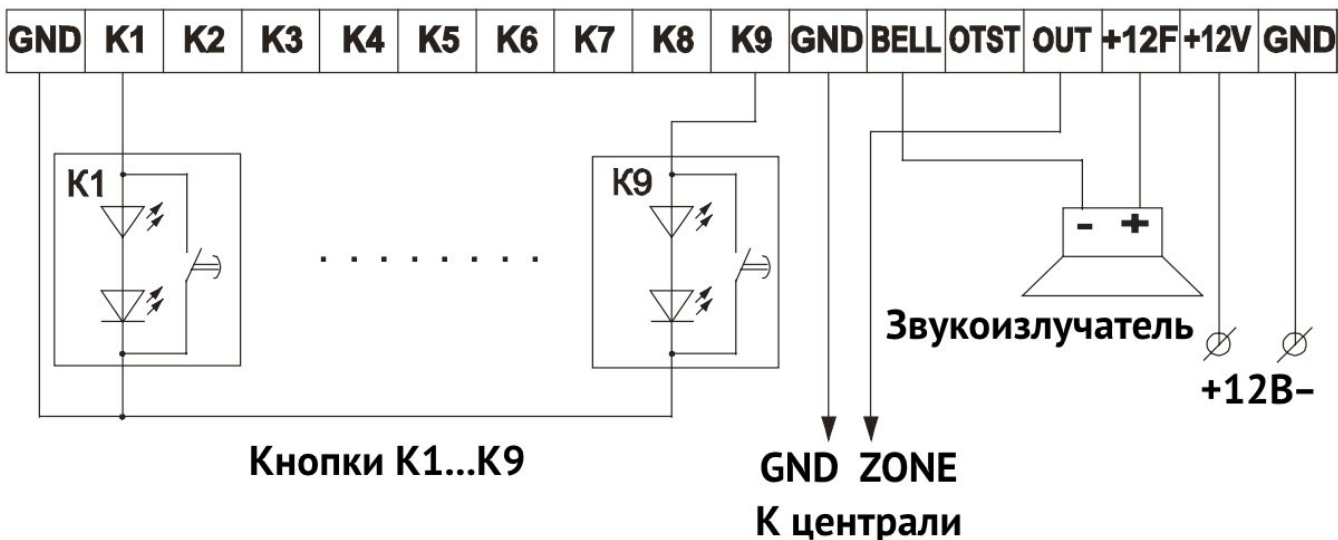 GND K1 K2 K3 K4 K5 K6 K7 K8 K9 GND BELL OTST OUT +12F +12V GND
K1 K9
- +
Звукоизлучатель
+12В–
Кнопки К1...К9
GND ZONE
К централи